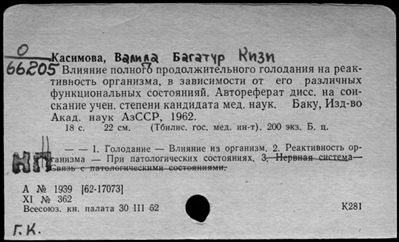 О
66205
Касимова, Валида Багатур Кизи
Влияние полного продолжительного голодания на реак-
тивность организма, в зависимости от его различных
функциональных состояний. Автореферат дисс. на сои-
скание учен. степени кандидата мед. наук. Баку, Изд-во
Акад. наук АзССР, 1962.
18 с. 22 см. (Тбилис. гос. мед. ин-т). 200 экз. Б. ц.
— — 1. Голодание — Влияние из организм. 2. Реактивность ор-
ганизма — При патологических состояниях. 3. Нервная система—
Связь с патологическими состояниями.
НП
А № 1939 [62-17073]
XI № 362
Всесоюз. кн. палата 30 III 62 К281
Г.К.